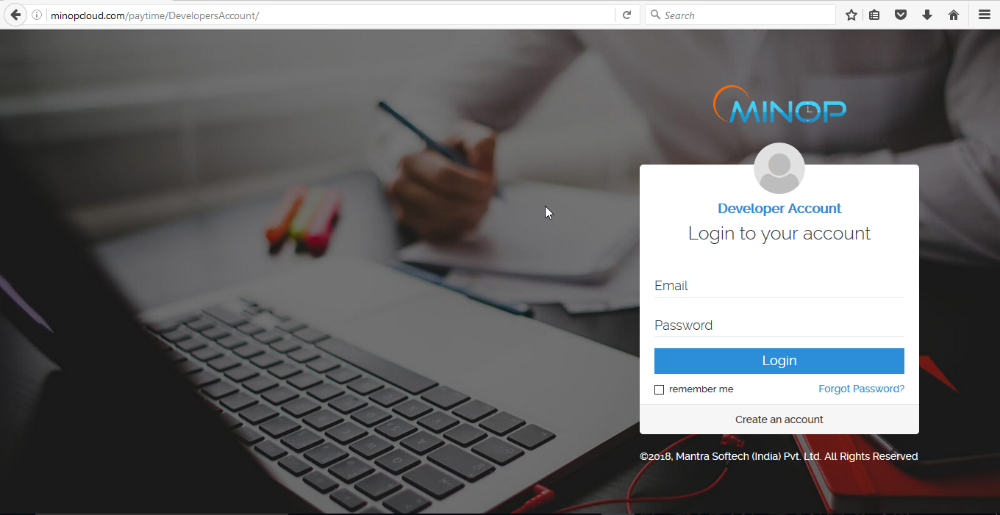 minopcloud.com/paytime/DevelopersAccount/
Search
MINOP
Developer Account
Login to your account
Email
Password
Login
remember me
Forgot Password?
Create an account
©2018, Mantra Softech (India) Pvt. Ltd. All Rights Reserved